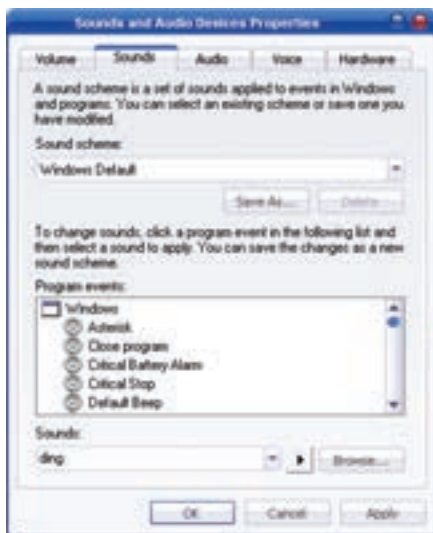 Sounds and Audio Devices Properties
Volume Sounds Audio Voice Hardware
A sound scheme is a set of sounds applied to events in Windows
and programs. You can select an existing scheme or save one you
have modified.
Sound scheme:
Windows Default
Save As... Delete
To change sounds, click a program event in the following list and
then select a sound to apply. You can save the changes as a new
sound scheme.
Program events:
Windows
Asterisk
Close program
Critical Battery Alarm
Critical Stop
Default Beep
Sounds:
ding Browse...
OK Cancel Apply